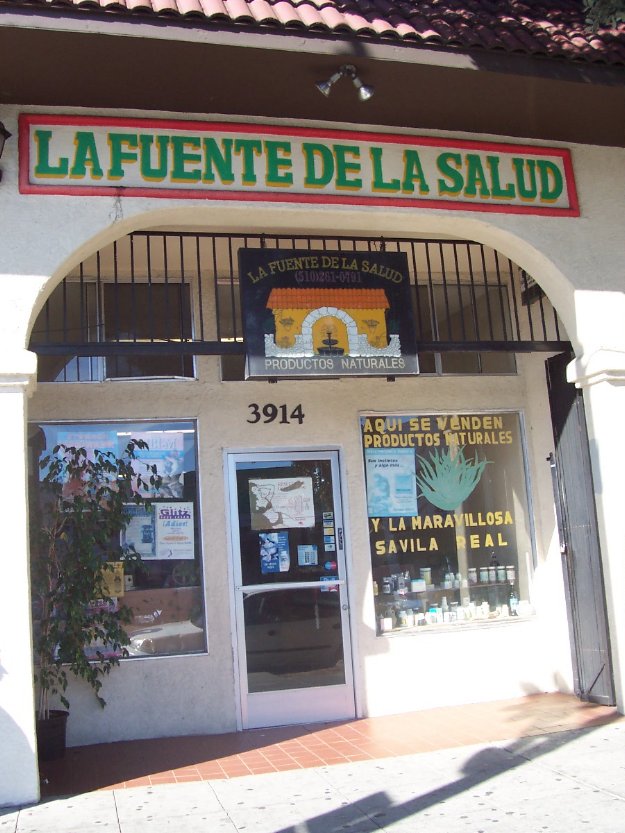 LA FUENTE DE LA SALUD
LA FUENTE DE LA SALUD
(510)261-0791
PRODUCTOS NATURALES
3914
AQUI SE VENDEN
PRODUCTOS NATURALES
Y LA MARAVILLOSA
SAVILA REAL
Glitz